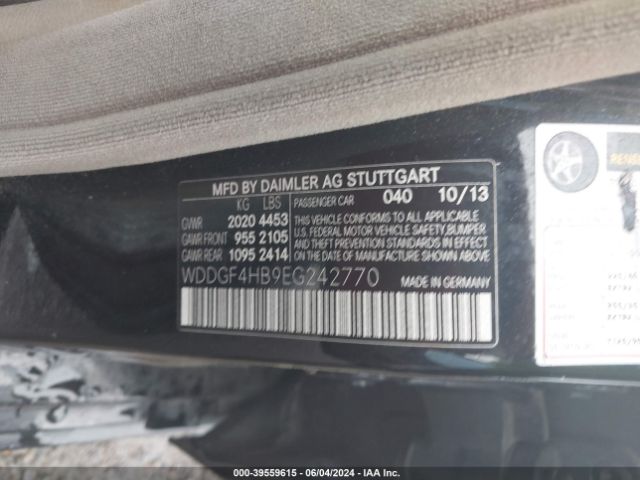 MFD BY DAIMLER AG STUTTGART
KG LBS PASSENGER CAR 040 10/13
GVWR 2020 4453
GAWR FRONT 955 2105
GAWR REAR 1095 2414
THIS VEHICLE CONFORMS TO ALL APPLICABLE
U.S. FEDERAL MOTOR VEHICLE SAFETY,BUMPER
AND THEFT PREVENTION STANDARDS IN EFFECT
ON THE DATE OF MANUFACTURE SHOWN ABOVE.
WDDGF4HB9EG242770
MADE IN GERMANY
000-39559615 - 06/04/2024 - IAA Inc.